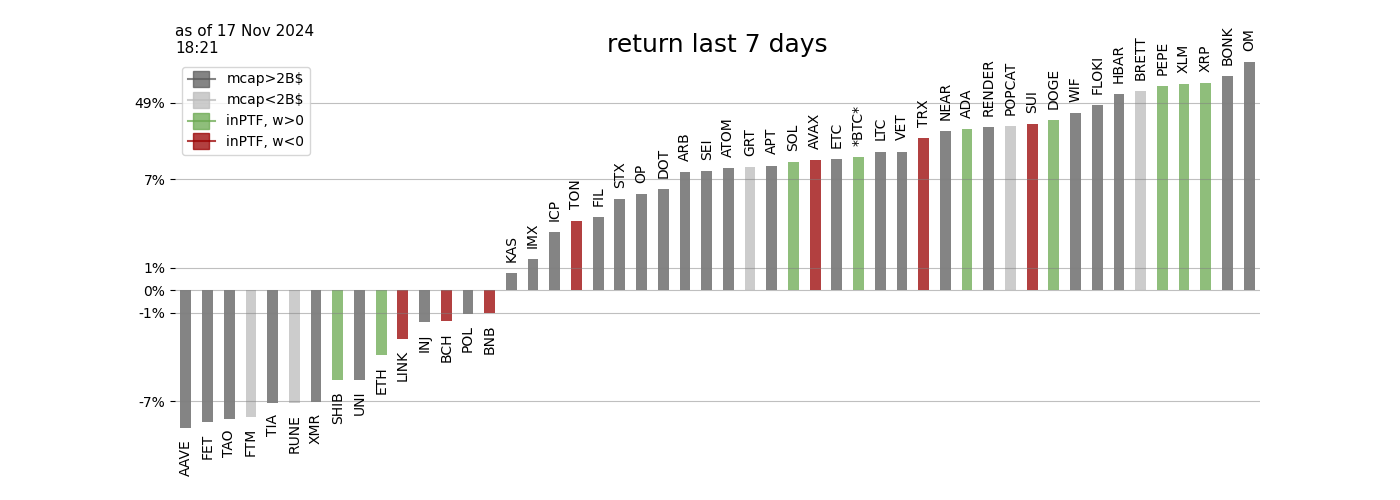 as of 17 Nov 2024
18:21
return last 7 days
mcap>2B$
mcap<2B$
inPTF, w>0
inPTF, w<0
49%
7%
1%
0%
-1%
-7%
AAVE
FET
TAO
FTM
TIA
RUNE
XMR
SHIB
UNI
ETH
LINK
INJ
BCH
POL
BNB
KAS
IMX
ICP
TON
FIL
STX
OP
DOT
ARB
SEI
ATOM
GRT
APT
SOL
AVAX
ETC
*BTC*
LTC
VET
TRX
NEAR
ADA
RENDER
POPCAT
SUI
DOGE
WIF
FLOKI
HBAR
BRETT
PEPE
XLM
XRP
BONK
OM